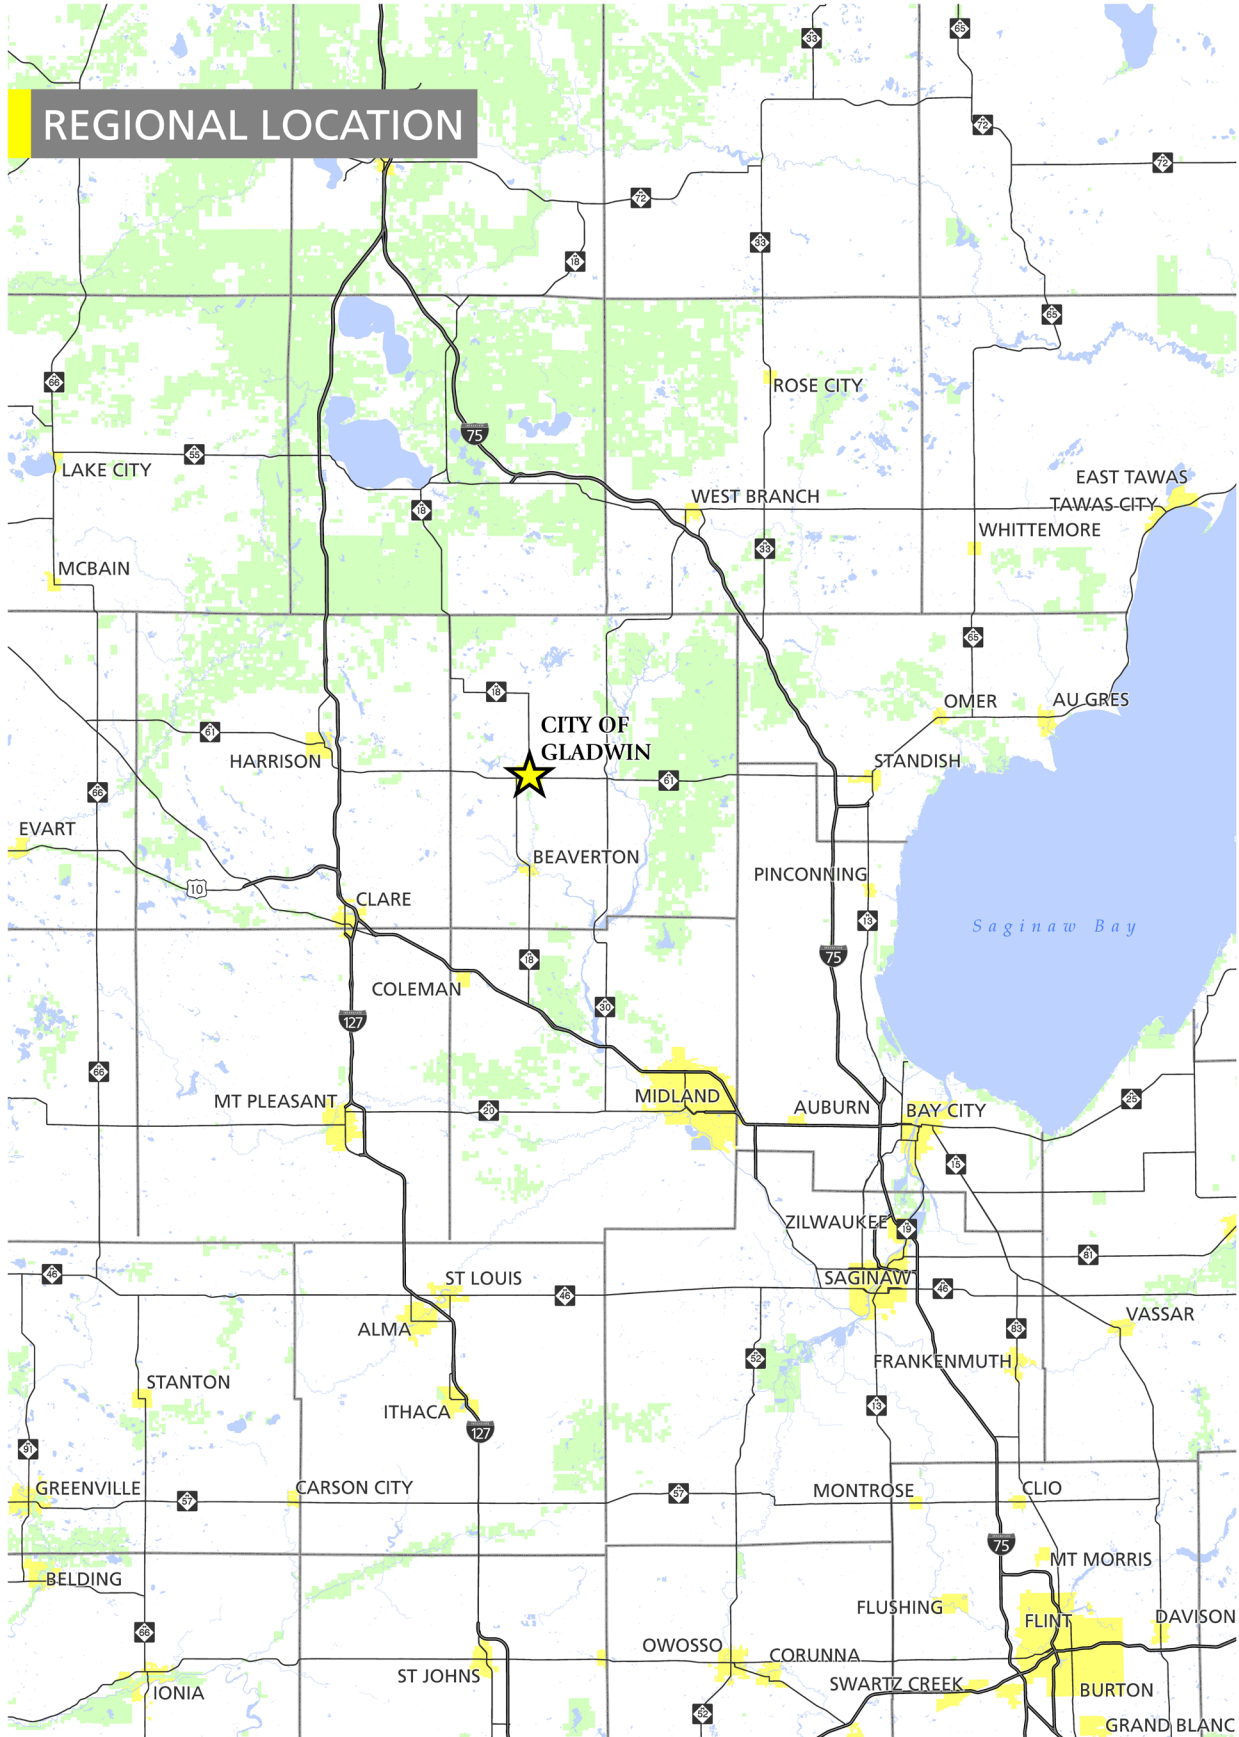 33
65
REGIONAL LOCATION
72
72
72
33
18
65
66
ROSE CITY
75
55
LAKE CITY
EAST TAWAS
WEST BRANCH
TAWAS CITY
18
WHITTEMORE
33
MCBAIN
65
18
OMER
AU GRES
CITY OF
GLADWIN
61
HARRISON
STANDISH
61
66
EVART
BEAVERTON
PINCONNING
10
CLARE
13
Saginaw Bay
75
18
COLEMAN
30
127
66
MT PLEASANT
MIDLAND
25
20
AUBURN
BAY CITY
15
ZILWAUKEE
19
81
46
ST LOUIS
SAGINAW
46
46
ALMA
VASSAR
83
52
FRANKENMUTH
STANTON
ITHACA
13
127
91
GREENVILLE
CARSON CITY
57
57
MONTROSE
CLIO
75
MT MORRIS
BELDING
FLUSHING
FLINT
DAVISON
66
OWOSSO
CORUNNA
ST JOHNS
SWARTZ CREEK
IONIA
BURTON
52
GRAND BLANC